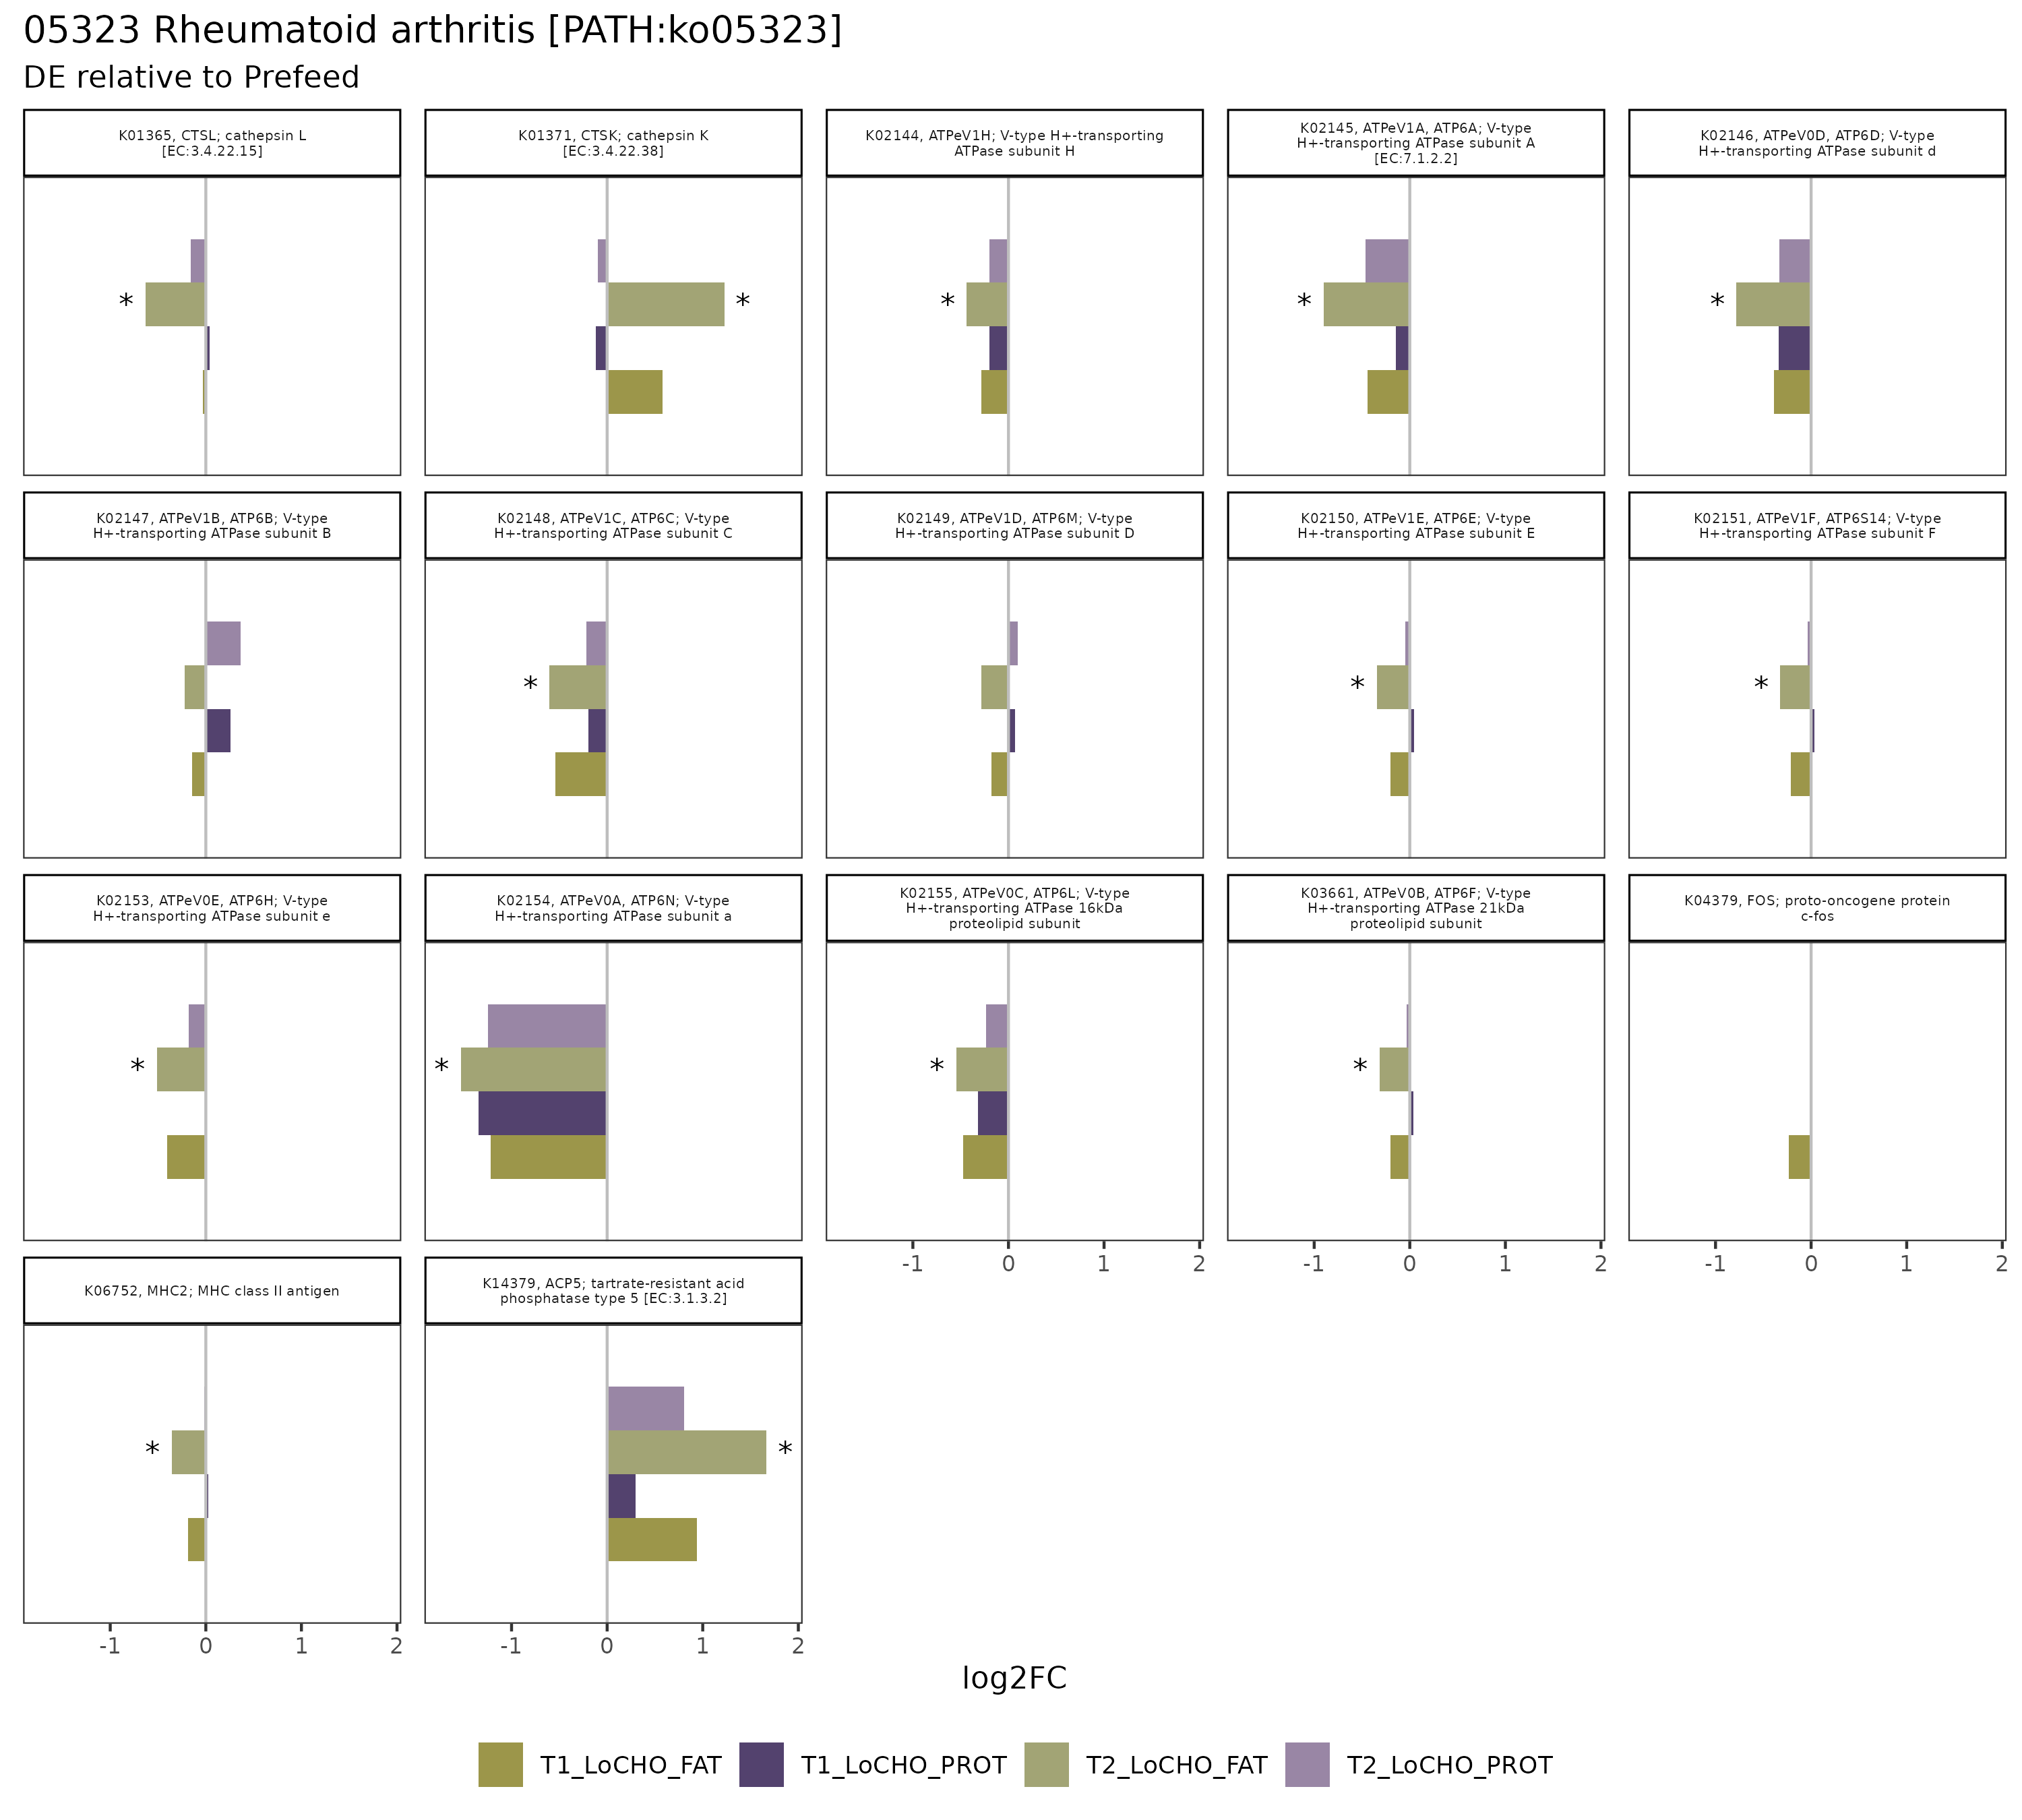 05323 Rheumatoid arthritis [PATH:ko05323]
DE relative to Prefeed
K01365, CTSL; cathepsin L
[EC:3.4.22.15]
K01371, CTSK; cathepsin K
[EC:3.4.22.38]
K02144, ATPeV1H; V-type H+-transporting
ATPase subunit H
K02145, ATPeV1A, ATP6A; V-type
H+-transporting ATPase subunit A
[EC:7.1.2.2]
K02146, ATPeV0D, ATP6D; V-type
H+-transporting ATPase subunit d
*
*
*
*
*
K02147, ATPeV1B, ATP6B; V-type
H+-transporting ATPase subunit B
K02148, ATPeV1C, ATP6C; V-type
H+-transporting ATPase subunit C
K02149, ATPeV1D, ATP6M; V-type
H+-transporting ATPase subunit D
K02150, ATPeV1E, ATP6E; V-type
H+-transporting ATPase subunit E
K02151, ATPeV1F, ATP6S14; V-type
H+-transporting ATPase subunit F
*
*
*
K02153, ATPeV0E, ATP6H; V-type
H+-transporting ATPase subunit e
K02154, ATPeV0A, ATP6N; V-type
H+-transporting ATPase subunit a
K02155, ATPeV0C, ATP6L; V-type
H+-transporting ATPase 16kDa
proteolipid subunit
K03661, ATPeV0B, ATP6F; V-type
H+-transporting ATPase 21kDa
proteolipid subunit
K04379, FOS; proto-oncogene protein
c-fos
*
*
*
*
-1 0 1 2
-1 0 1 2
-1 0 1 2
K06752, MHC2; MHC class II antigen
K14379, ACP5; tartrate-resistant acid
phosphatase type 5 [EC:3.1.3.2]
*
*
-1 0 1 2
-1 0 1 2
log2FC
T1_LoCHO_FAT
T1_LoCHO_PROT
T2_LoCHO_FAT
T2_LoCHO_PROT